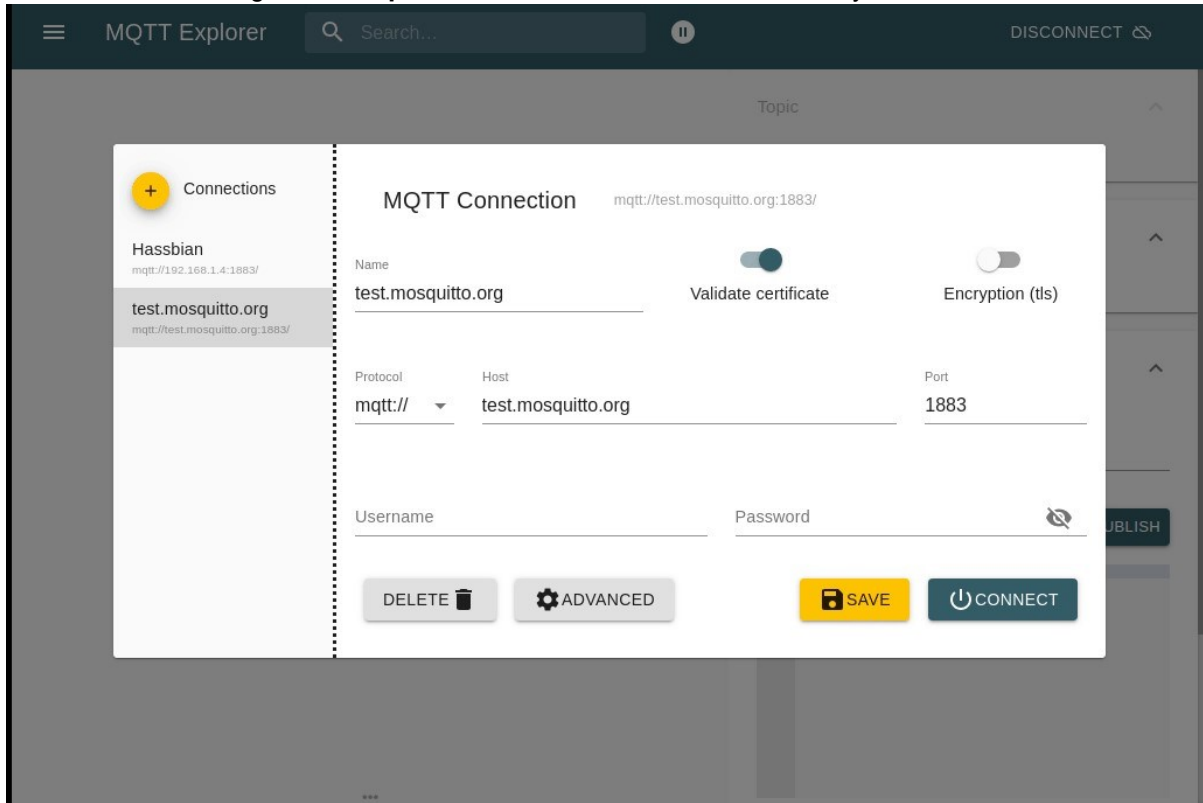 MQTT Explorer Search... DISCONNECT
Topic
Connections
Hassbian
mqtt://192.168.1.4:1883/
test.mosquitto.org
mqtt://test.mosquitto.org:1883/
MQTT Connection mqtt://test.mosquitto.org:1883/
Name
test.mosquitto.org
Validate certificate Encryption (tls)
Protocol Host Port
mqtt:// test.mosquitto.org 1883
Username Password
DELETE ADVANCED SAVE CONNECT
UBLISH